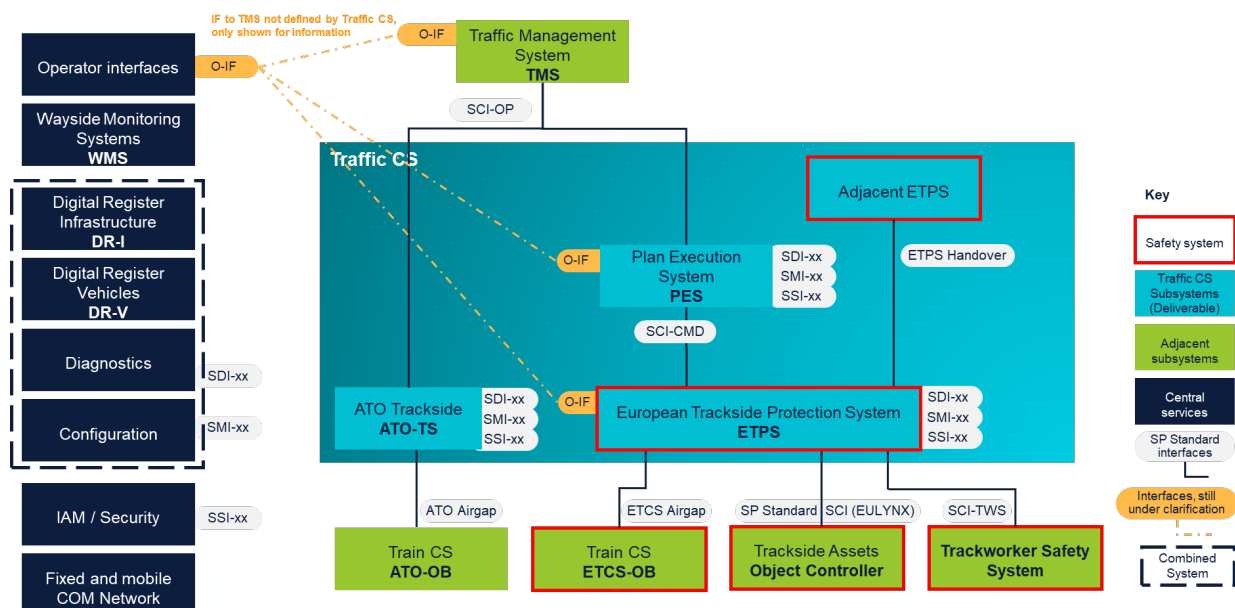 IF to TMS not defined by Traffic CS,
only shown for information
O-IF
Traffic Management
System
TMS
Operator interfaces
O-IF
SCI-OP
Wayside Monitoring
Systems
WMS
Traffic CS
Adjacent ETPS
Digital Register
Infrastructure
DR-I
Digital Register
Vehicles
DR-V
Diagnostics
SDI-xx
Configuration
SMI-xx
IAM / Security
SSI-xx
Fixed and mobile
COM Network
O-IF
Plan Execution
System
PES
SDI-xx
SMI-xx
SSI-xx
ETPS Handover
SCI-CMD
ATO Trackside
ATO-TS
SDI-xx
SMI-xx
SSI-xx
O-IF
European Trackside Protection System
ETPS
SDI-xx
SMI-xx
SSI-xx
ATO Airgap
ETCS Airgap
SP Standard
SCI (EULYNX)
SCI-TWS
Train CS
ATO-OB
Train CS
ETCS-OB
Trackside Assets
Object Controller
Trackworker Safety
System
Key
Safety system
Traffic CS
Subsystems
(Deliverable)
Adjacent
subsystems
Central
services
SP Standard
interfaces
Interfaces, still
under clarification
Combined
System